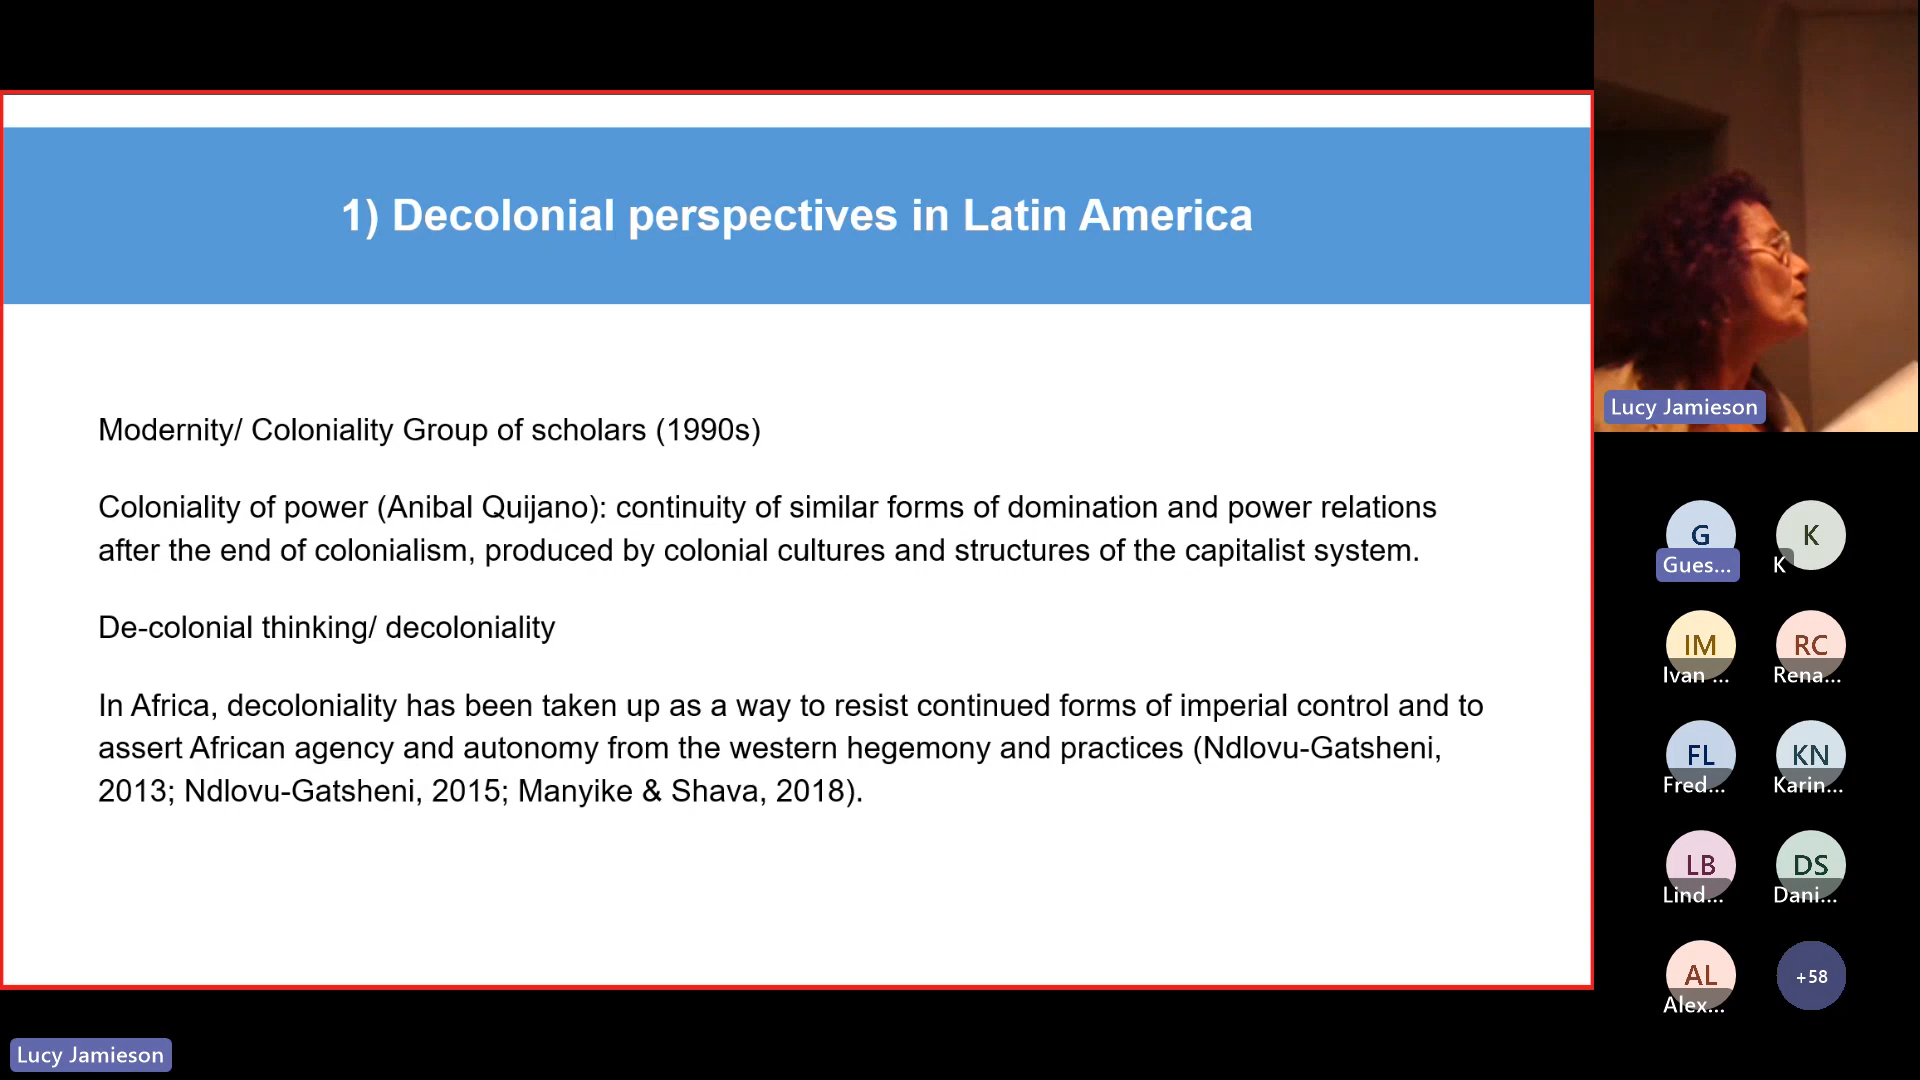 1) Decolonial perspectives in Latin America
Modernity/ Coloniality Group of scholars (1990s)
Coloniality of power (Anibal Quijano): continuity of similar forms of domination and power relations
after the end of colonialism, produced by colonial cultures and structures of the capitalist system.
De-colonial thinking/ decoloniality
In Africa, decoloniality has been taken up as a way to resist continued forms of imperial control and to
assert African agency and autonomy from the western hegemony and practices (Ndlovu-Gatsheni,
2013; Ndlovu-Gatsheni, 2015; Manyike & Shava, 2018).
Lucy Jamieson
G
Gues...
K
K
IM
Ivan ...
RC
Rena...
FL
Fred...
KN
Karin...
LB
Lind...
DS
Dani...
AL
Alex...
+58
Lucy Jamieson